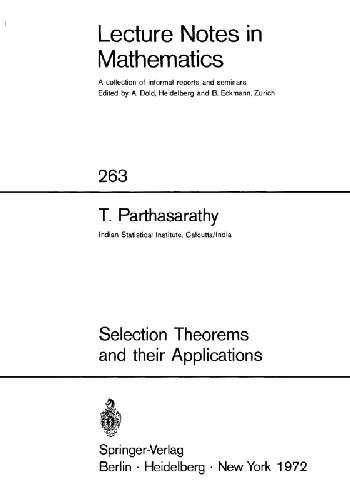 Lecture Notes in
Mathematics
A collection of informal reports and seminars
Edited by A. Dold, Heidelberg and B. Eckmann, Zürich
263
T. Parthasarathy
Indian Statistical Institute, Calcutta/India
Selection Theorems
and their Applications
Springer-Verlag
Berlin · Heidelberg · New York 1972